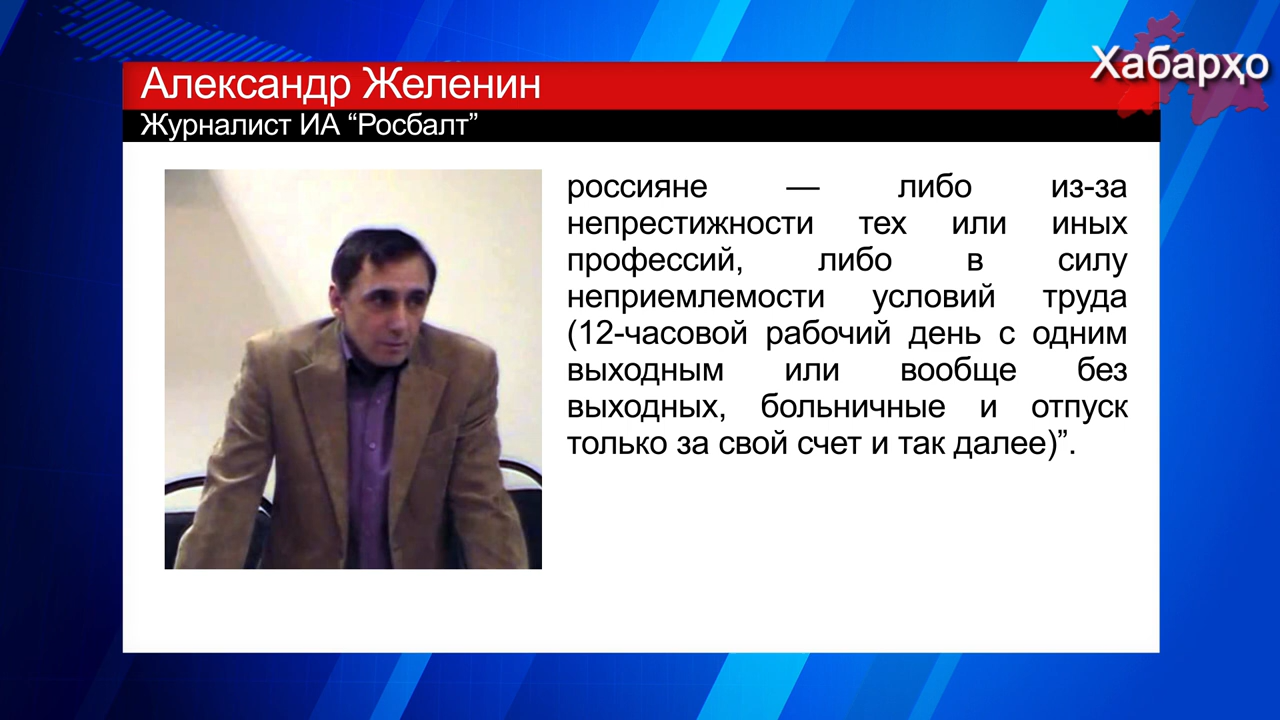 Хабарҳо
Александр Желенин
Журналист ИА “Росбалт”
россияне — либо из-за
непрестижности тех или иных
профессий, либо в силу
неприемлемости условий труда
(12-часовой рабочий день с одним
выходным или вообще без
выходных, больничные и отпуск
только за свой счет и так далее)”.